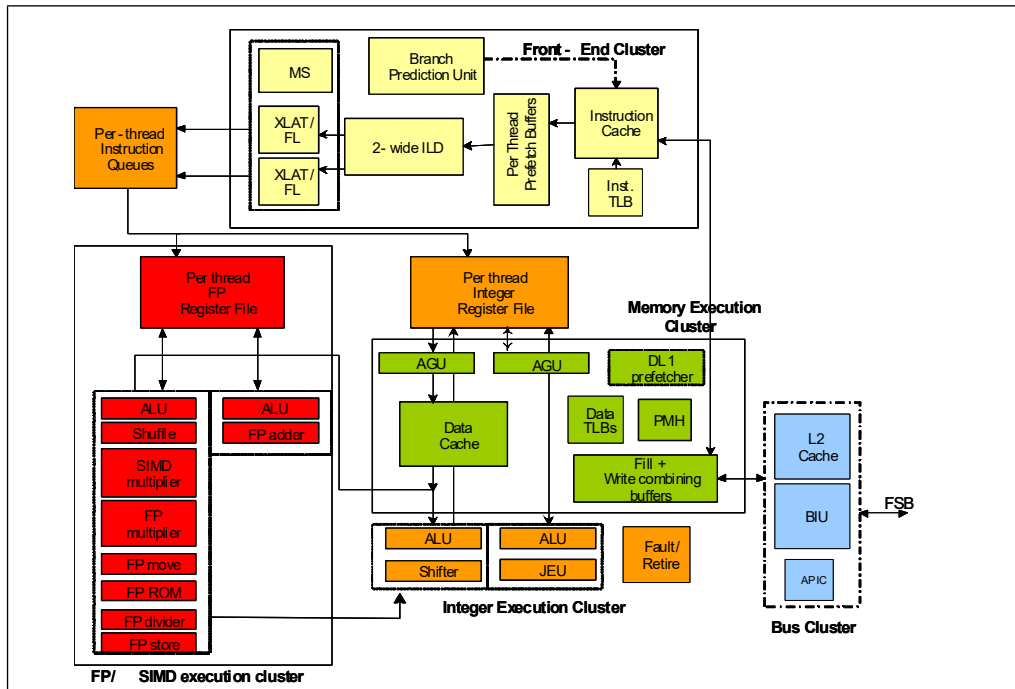 Front - End Cluster
MS
Branch
Prediction Unit
XLAT /
FL
XLAT /
FL
2- wide ILD
Per Thread
Prefetch Buffers
Instruction
Cache
Inst.
TLB
Per - thread
Instruction
Queues
Per thread
FP
Register File
Per thread
Integer
Register File
Memory Execution
Cluster
AGU
AGU
DL 1
prefetcher
Data
Cache
Data
TLBs
PMH
Fill +
Write combining
buffers
ALU
Shuffle
SIMD
multiplier
FP
multiplier
FP move
FP ROM
FP divider
FP store
ALU
FP adder
ALU
Shifter
ALU
JEU
Fault /
Retire
Integer Execution Cluster
L2
Cache
BIU
APIC
FSB
Bus Cluster
FP/ SIMD execution cluster